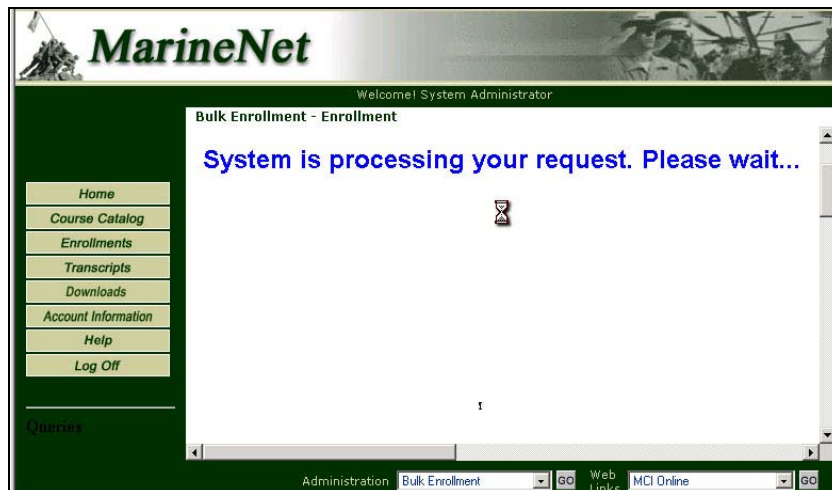 MarineNet
Welcome! System Administrator
Bulk Enrollment - Enrollment
System is processing your request. Please wait...
Home
Course Catalog
Enrollments
Transcripts
Downloads
Account Information
Help
Log Off
Queries
Administration Bulk Enrollment GO Web Links MCI Online GO